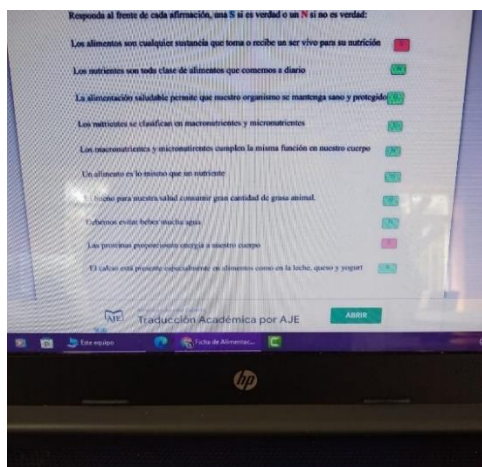 Responda al frente de cada afirmación, una S si es verdad o un N si no es verdad:
Los alimentos son cualquier sustancia que toma o recibe un ser vivo para su nutrición
Los nutrientes son toda clase de alimentos que comemos a diario
La alimentación saludable permite que nuestro organismo se mantenga sano y protegido
Los nutrientes se clasifican en macronutrientes y micronutrientes
Los macronutrientes y micronutrientes cumplen la misma función en nuestro cuerpo
Un alimento es lo mismo que un nutriente
bueno para nuestra salud consumir gran cantidad de grasa animal.
Debemos evitar beber mucha agua
Las proteínas proporcionan energía a nuestro cuerpo
El calcio está presente especialmente en alimentos como en la leche, queso y yogurt
AJE Traducción Académica por AJE ABRIR
Este equipo Ficha de Alimentac...
hp